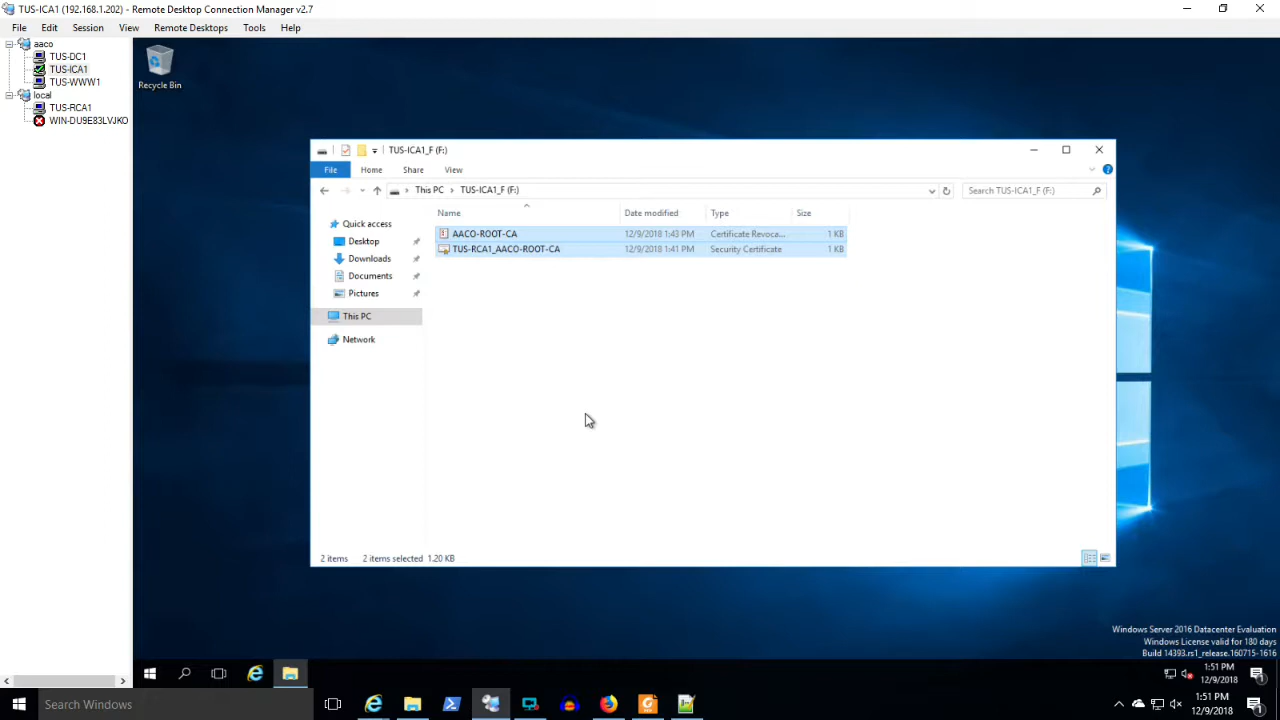 TUS-ICA1 (192.168.1.202) - Remote Desktop Connection Manager v2.7
File Edit Session View Remote Desktops Tools Help
aaco
TUS-DC1
TUS-ICA1
TUS-WWW1
local
TUS-RCA1
WIN-DU9E83LVJKO
Recycle Bin
TUS-ICA1_F (F:)
File Home Share View
This PC > TUS-ICA1_F (F:)
Search TUS-ICA1_F (F:)
Name Date modified Type Size
AACO-ROOT-CA 12/9/2018 1:43 PM Certificate Revoca... 1 KB
TUS-RCA1_AACO-ROOT-CA 12/9/2018 1:41 PM Security Certificate 1 KB
Quick access
Desktop
Downloads
Documents
Pictures
This PC
Network
2 items 2 items selected 1.20 KB
Windows Server 2016 Datacenter Evaluation
Windows License valid for 180 days
Build 14393.rs1_release.160715-1616
1:51 PM
12/9/2018
Search Windows
1:51 PM
12/9/2018